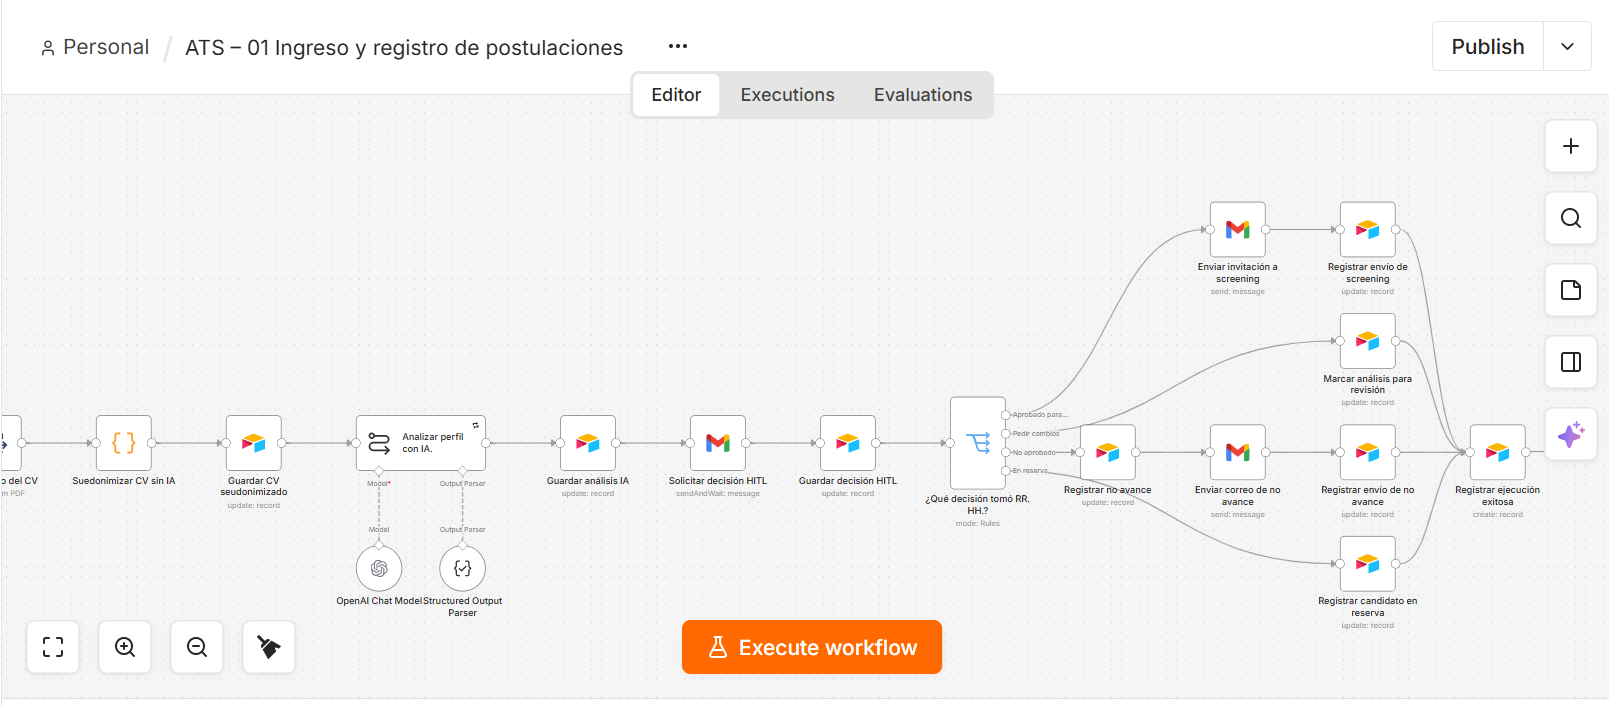 Personal / ATS – 01 Ingreso y registro de postulaciones ...
Publish
Editor
Executions
Evaluations
Enviar invitación a
screening
send: message
Registrar envío de
screening
update: record
Marcar análisis para
revisión
update: record
o del CV
m PDF
Suedonimizar CV sin IA
Guardar CV
seudonimizado
update: record
Analizar perfil
con IA.
Model*
Output Parser
Model
Output Parser
OpenAI Chat Model
Structured Output
Parser
Guardar análisis IA
update: record
Solicitar decisión HITL
sendAndWait: message
Guardar decisión HITL
update: record
¿Qué decisión tomó RR.
HH.?
mode: Rules
Aprobado para...
Pedir cambios
No aprobado
En reserva
Registrar no avance
update: record
Enviar correo de no
avance
send: message
Registrar envío de no
avance
update: record
Registrar ejecución
exitosa
create: record
Registrar candidato en
reserva
update: record
Execute workflow